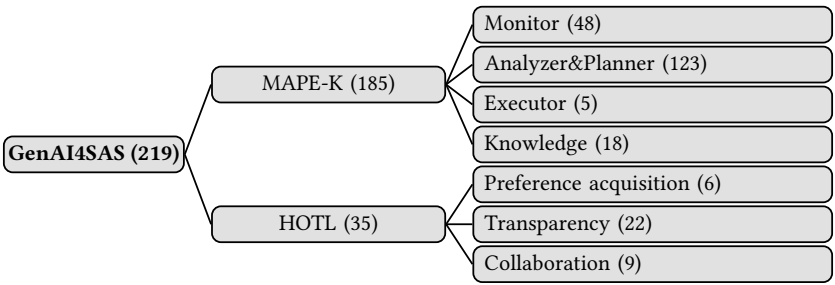 GenAI4SAS (219)
MAPE-K (185)
Monitor (48)
Analyzer&Planner (123)
Executor (5)
Knowledge (18)
HOTL (35)
Preference acquisition (6)
Transparency (22)
Collaboration (9)